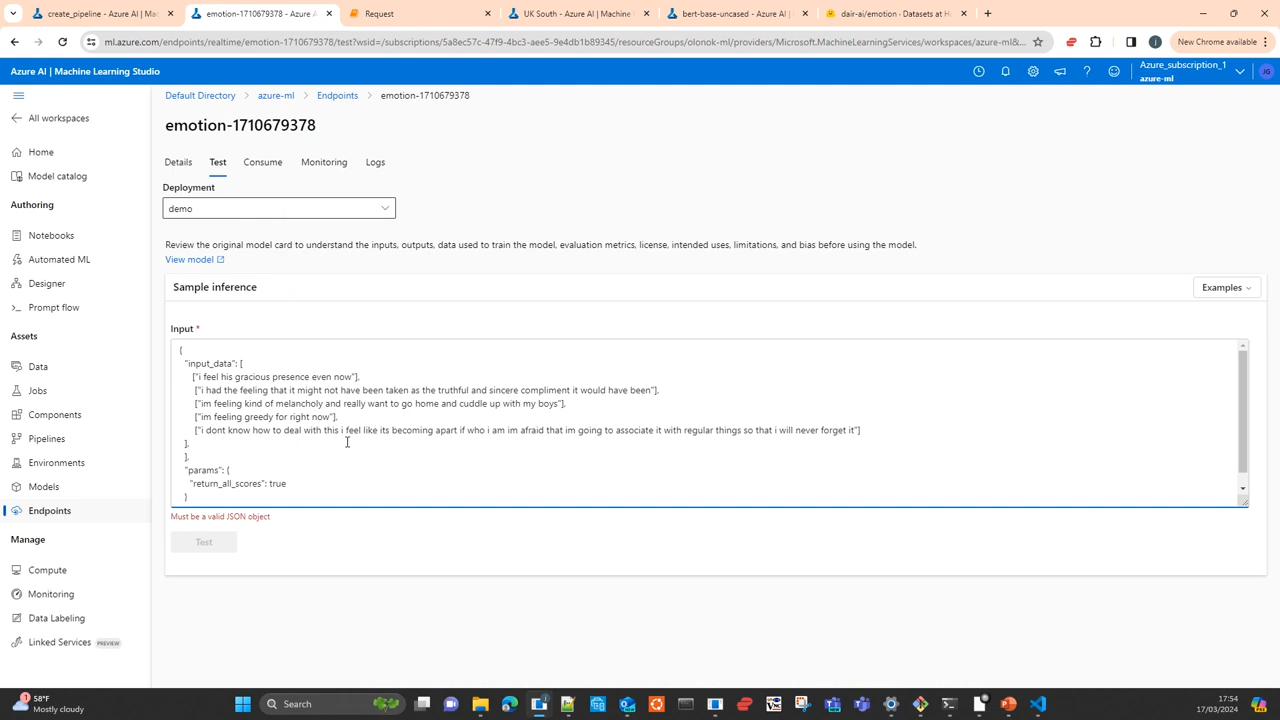 create_pipeline - Azure AI | Mac
emotion-1710679378 - Azure A
Request
UK South - Azure AI | Machine
bert-base-uncased - Azure AI |
dair-ai/emotion · Datasets at H
ml.azure.com/endpoints/realtime/emotion-1710679378/test?wsid=/subscriptions/5a8ec57c-47f9-4bc3-aee5-9e4db1b89345/resourceGroups/olonok-ml/providers/Microsoft.MachineLearningServices/workspaces/azure-ml&...
New Chrome available
Azure AI | Machine Learning Studio
Azure_subscription_1
azure-ml
JG
All workspaces
Home
Model catalog
Authoring
Notebooks
Automated ML
Designer
Prompt flow
Assets
Data
Jobs
Components
Pipelines
Environments
Models
Endpoints
Manage
Compute
Monitoring
Data Labeling
Linked Services PREVIEW
Default Directory > azure-ml > Endpoints > emotion-1710679378
emotion-1710679378
Details Test Consume Monitoring Logs
Deployment
demo
Review the original model card to understand the inputs, outputs, data used to train the model, evaluation metrics, license, intended uses, limitations, and bias before using the model.
View model
Sample inference
Examples
Input *
{
"input_data": [
["i feel his gracious presence even now"],
["i had the feeling that it might not have been taken as the truthful and sincere compliment it would have been"],
["im feeling kind of melancholy and really want to go home and cuddle up with my boys"],
["im feeling greedy for right now"],
["i dont know how to deal with this i feel like its becoming apart if who i am im afraid that im going to associate it with regular things so that i will never forget it"]
],
],
"params": {
"return_all_scores": true
}
Must be a valid JSON object
Test
58°F
Mostly cloudy
Search
17:54
17/03/2024